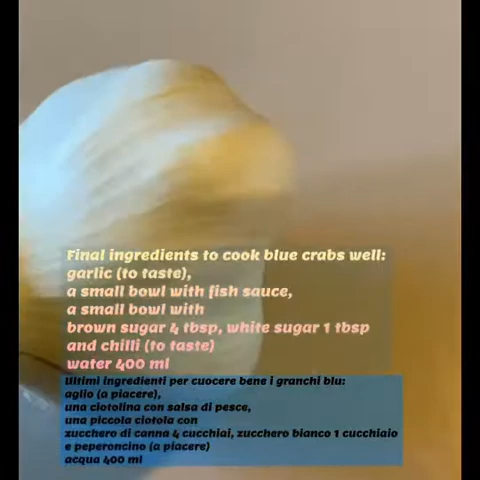 Final ingredients to cook blue crabs well:
garlic (to taste),
a small bowl with fish sauce,
a small bowl with
brown sugar 4 tbsp, white sugar 1 tbsp
and chilli (to taste)
water 400 ml
Ultimi ingredienti per cuocere bene i granchi blu:
aglio (a piacere),
una ciotolina con salsa di pesce,
una piccola ciotola con
zucchero di canna 4 cucchiai, zucchero bianco 1 cucchiaio
e peperoncino (a piacere)
acqua 400 ml